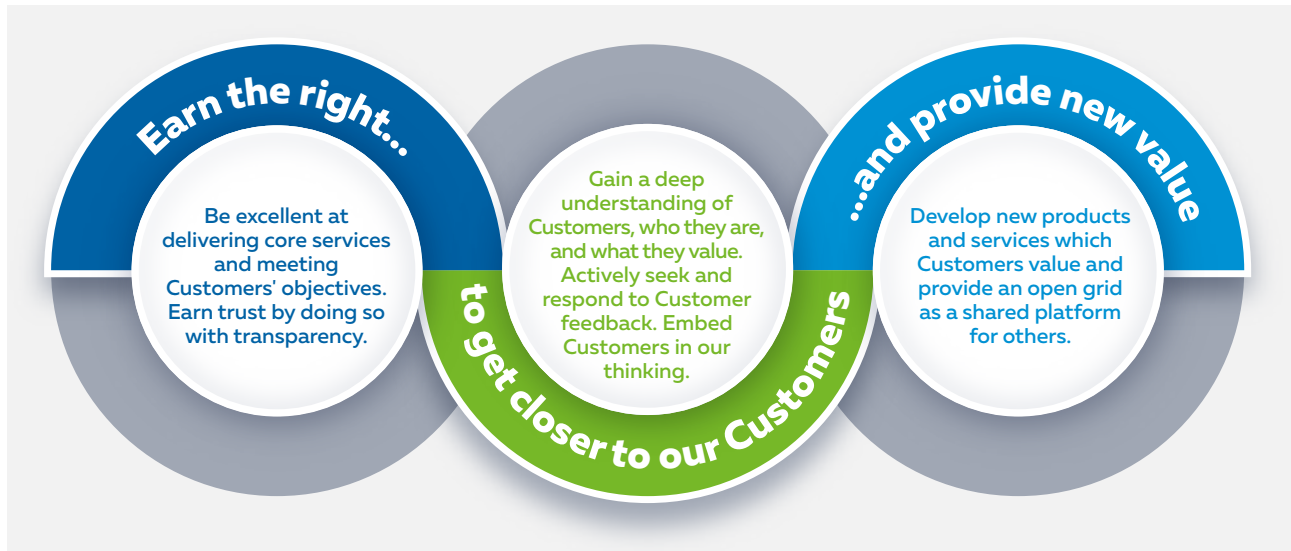 Earn the right...
Be excellent at
delivering core services
and meeting
Customers' objectives.
Earn trust by doing so
with transparency.
to get closer to our Customers
Gain a deep
understanding of
Customers, who they are,
and what they value.
Actively seek and
respond to Customer
feedback. Embed
Customers in our
thinking.
...and provide new value
Develop new products
and services which
Customers value and
provide an open grid
as a shared platform
for others.